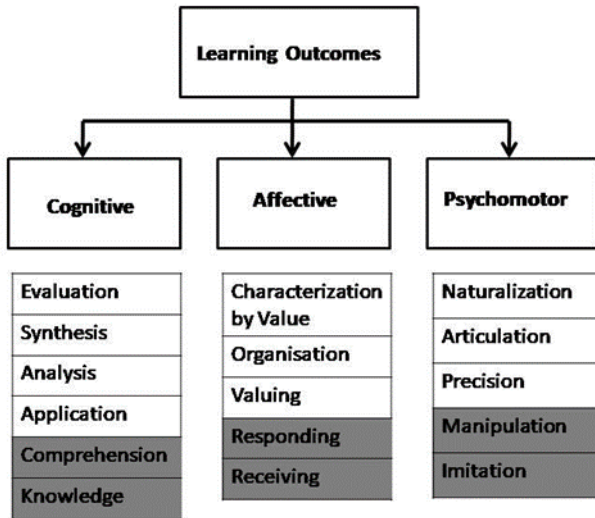 Learning Outcomes
Cognitive
Affective
Psychomotor
Evaluation
Synthesis
Analysis
Application
Comprehension
Knowledge
Characterization
by Value
Organisation
Valuing
Responding
Receiving
Naturalization
Articulation
Precision
Manipulation
Imitation